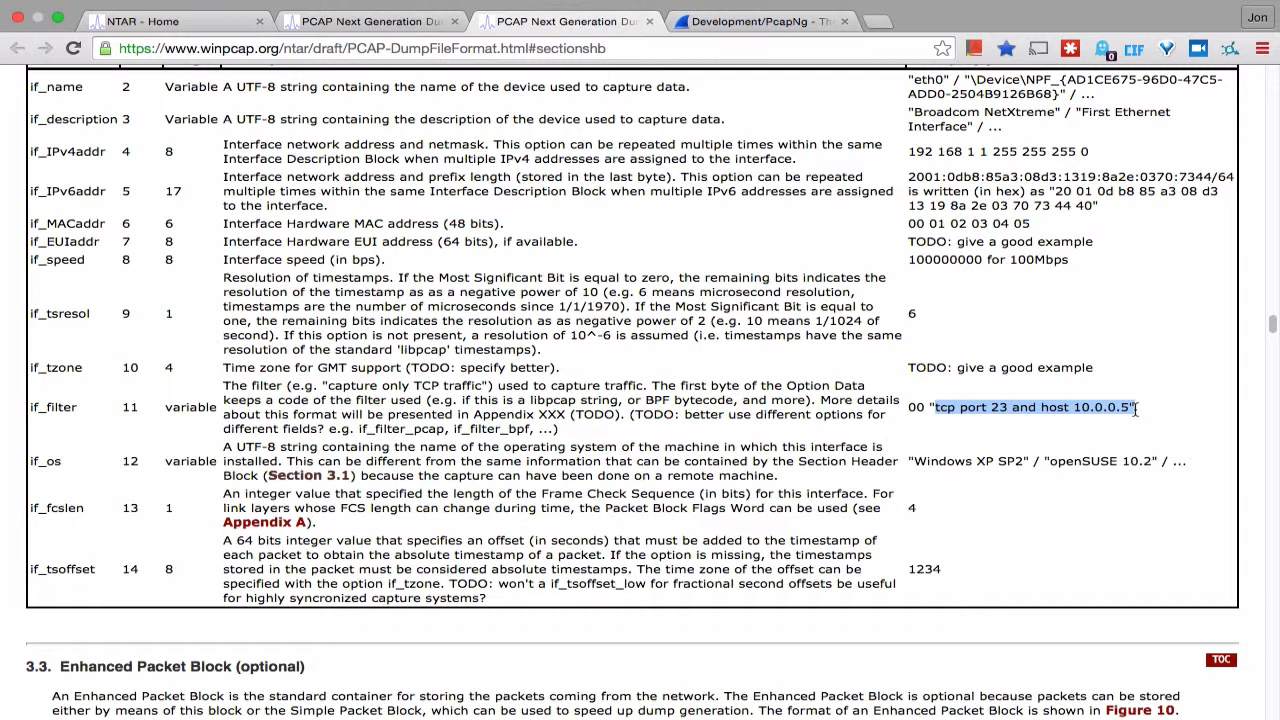 NTAR - Home
PCAP Next Generation Du
PCAP Next Generation Du
Development/PcapNg - Th
Jon
https://www.winpcap.org/ntar/draft/PCAP-DumpFileFormat.html#sectionshb
0
CIF
if_name 2 Variable A UTF-8 string containing the name of the device used to capture data. "eth0" / "\Device\NPF_{AD1CE675-96D0-47C5-
ADD0-2504B9126B68}" / ...
if_description 3 Variable A UTF-8 string containing the description of the device used to capture data. "Broadcom NetXtreme" / "First Ethernet
Interface" / ...
if_IPv4addr 4 8 Interface network address and netmask. This option can be repeated multiple times within the same
Interface Description Block when multiple IPv4 addresses are assigned to the interface. 192 168 1 1 255 255 255 0
if_IPv6addr 5 17 Interface network address and prefix length (stored in the last byte). This option can be repeated
multiple times within the same Interface Description Block when multiple IPv6 addresses are assigned
to the interface. 2001:0db8:85a3:08d3:1319:8a2e:0370:7344/64
is written (in hex) as "20 01 0d b8 85 a3 08 d3
13 19 8a 2e 03 70 73 44 40"
if_MACaddr 6 6 Interface Hardware MAC address (48 bits). 00 01 02 03 04 05
if_EUIaddr 7 8 Interface Hardware EUI address (64 bits), if available. TODO: give a good example
if_speed 8 8 Interface speed (in bps). 100000000 for 100Mbps
if_tsresol 9 1 Resolution of timestamps. If the Most Significant Bit is equal to zero, the remaining bits indicates the
resolution of the timestamp as as a negative power of 10 (e.g. 6 means microsecond resolution,
timestamps are the number of microseconds since 1/1/1970). If the Most Significant Bit is equal to
one, the remaining bits indicates the resolution as as negative power of 2 (e.g. 10 means 1/1024 of
second). If this option is not present, a resolution of 10^-6 is assumed (i.e. timestamps have the same
resolution of the standard 'libpcap' timestamps). 6
if_tzone 10 4 Time zone for GMT support (TODO: specify better). TODO: give a good example
if_filter 11 variable The filter (e.g. "capture only TCP traffic") used to capture traffic. The first byte of the Option Data
keeps a code of the filter used (e.g. if this is a libpcap string, or BPF bytecode, and more). More details
about this format will be presented in Appendix XXX (TODO). (TODO: better use different options for
different fields? e.g. if_filter_pcap, if_filter_bpf, ...) 00 "tcp port 23 and host 10.0.0.5"
if_os 12 variable A UTF-8 string containing the name of the operating system of the machine in which this interface is
installed. This can be different from the same information that can be contained by the Section Header
Block (Section 3.1) because the capture can have been done on a remote machine. "Windows XP SP2" / "openSUSE 10.2" / ...
if_fcslen 13 1 An integer value that specified the length of the Frame Check Sequence (in bits) for this interface. For
link layers whose FCS length can change during time, the Packet Block Flags Word can be used (see
Appendix A). 4
if_tsoffset 14 8 A 64 bits integer value that specifies an offset (in seconds) that must be added to the timestamp of
each packet to obtain the absolute timestamp of a packet. If the option is missing, the timestamps
stored in the packet must be considered absolute timestamps. The time zone of the offset can be
specified with the option if_tzone. TODO: won't a if_tsoffset_low for fractional second offsets be useful
for highly syncronized capture systems? 1234
TOC
3.3. Enhanced Packet Block (optional)
An Enhanced Packet Block is the standard container for storing the packets coming from the network. The Enhanced Packet Block is optional because packets can be stored
either by means of this block or the Simple Packet Block, which can be used to speed up dump generation. The format of an Enhanced Packet Block is shown in Figure 10.